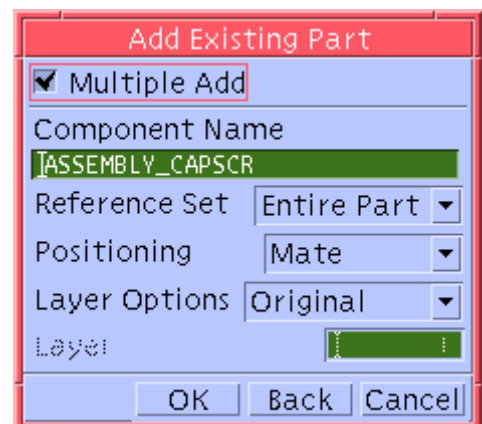 Add Existing Part
Multiple Add
Component Name
ASSEMBLY_CAPSCR
Reference Set Entire Part
Positioning Mate
Layer Options Original
Layer
OK Back Cancel